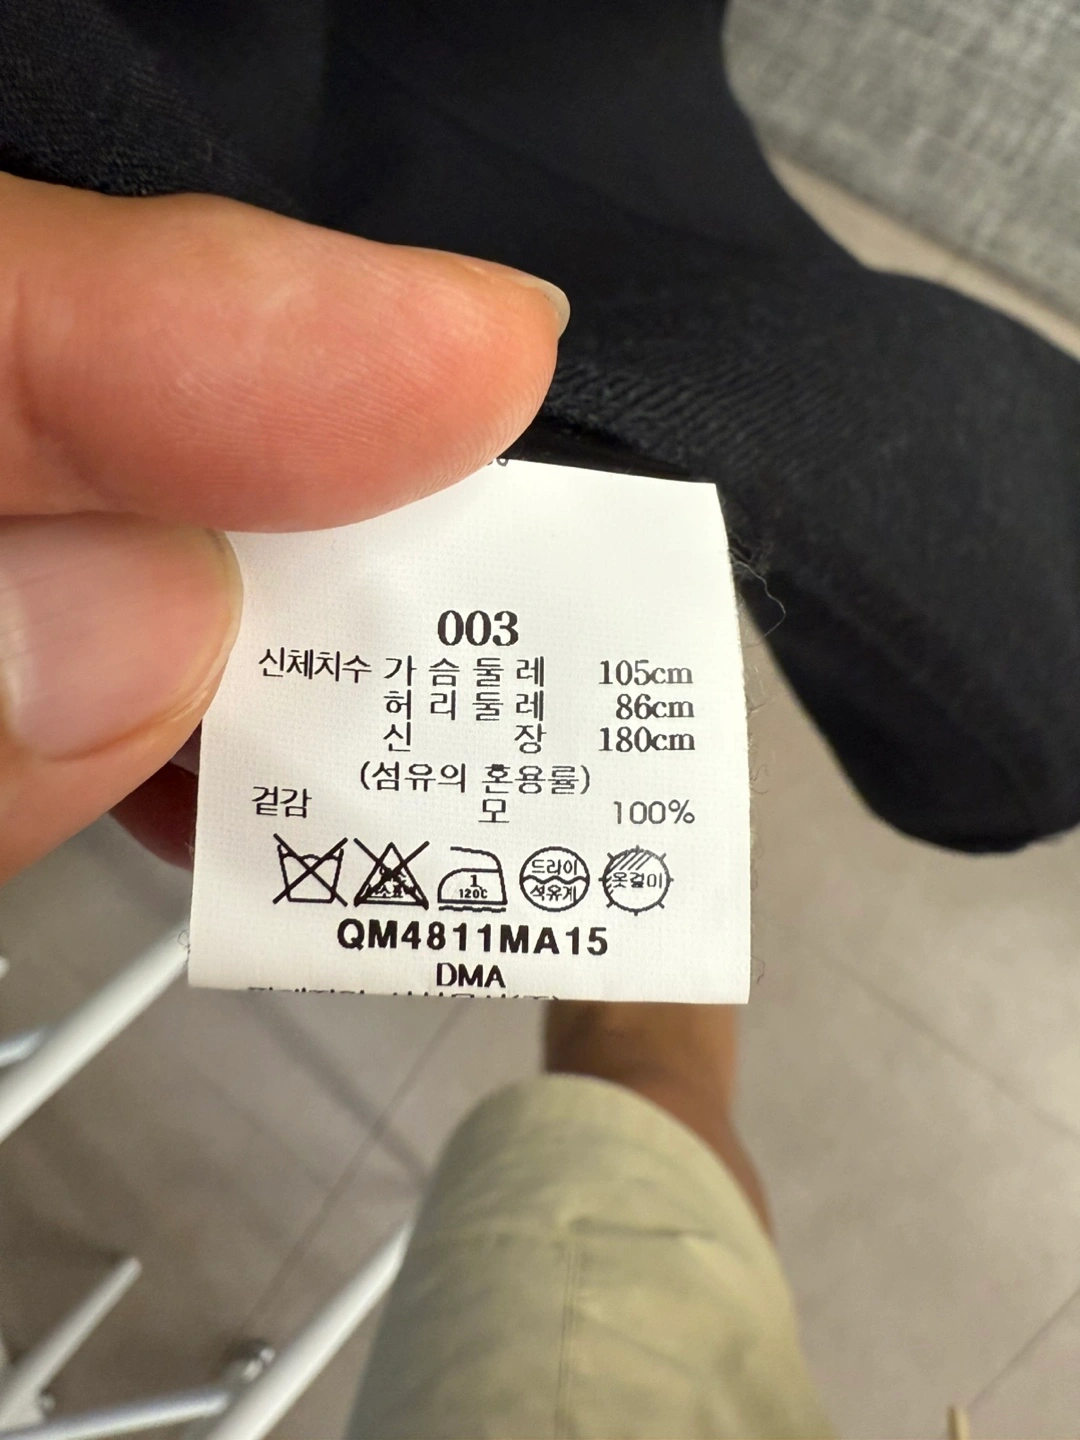 003
신체치수 가 슴 둘 레 105cm
허 리 둘 레 86cm
신 장 180cm
(섬유의 혼용률)
겉감 모 100%
1
120℃
드라이
석유계
옷걸이
QM4811MA15
DMA